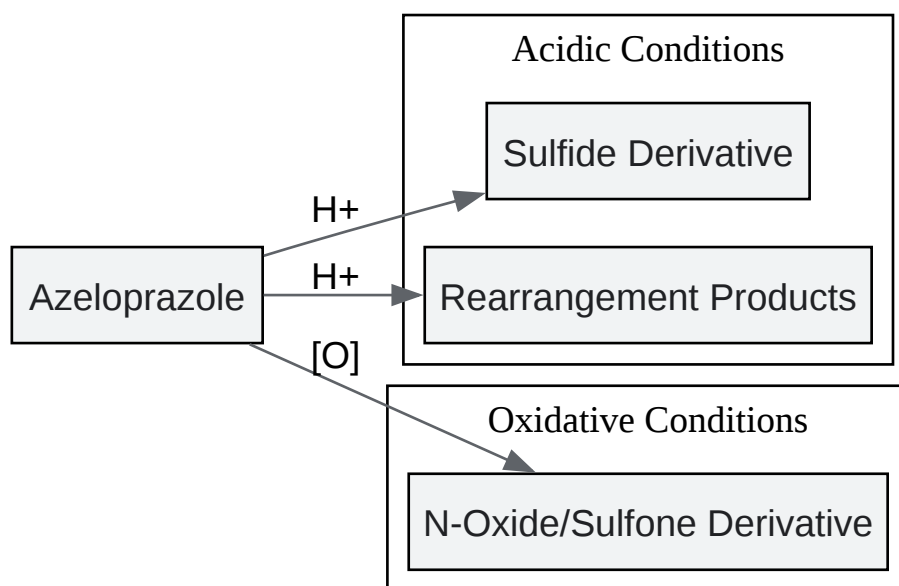 Acidic Conditions
Sulfide Derivative
H+
Azeloprazole
H+
Rearrangement Products
[O]
Oxidative Conditions
N-Oxide/Sulfone Derivative